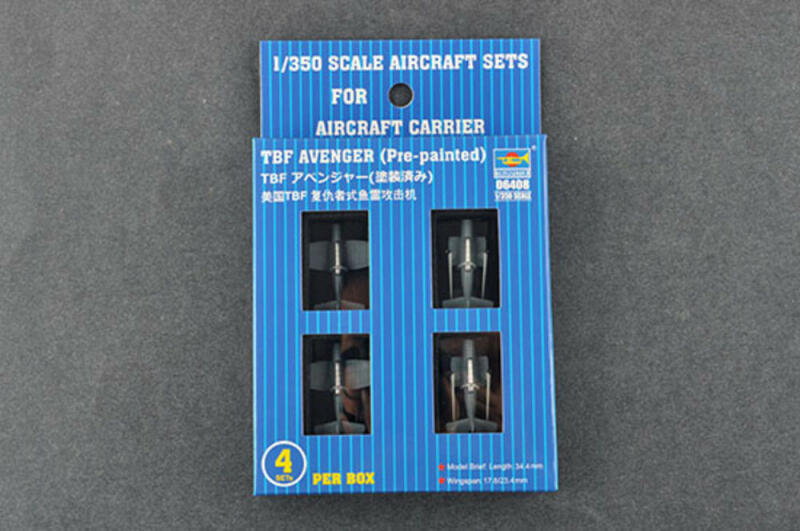 1/350 SCALE AIRCRAFT SETS
FOR
AIRCRAFT CARRIER
TBF AVENGER (Pre-painted)
TBF アベンジャー(塗装済み)
美国TBF 复仇者式鱼雷攻击机
06408
1/350 SCALE
4
SETs
PER BOX
Model Brief: Length: 34.4mm
Wingspan: 17.8/23.4mm